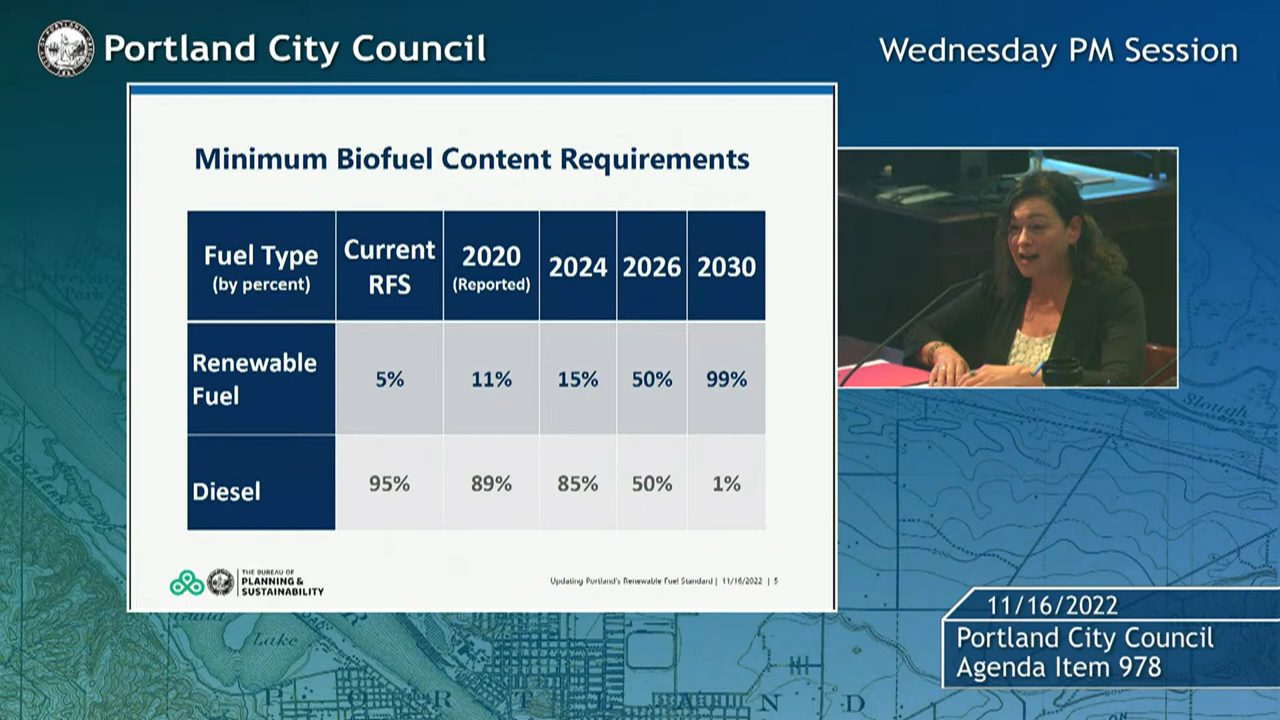 Portland City Council
Wednesday PM Session
Minimum Biofuel Content Requirements
Fuel Type
(by percent)
Current
RFS
2020
(Reported)
2024
2026
2030
Renewable
Fuel
5%
11%
15%
50%
99%
Diesel
95%
89%
85%
50%
1%
THE BUREAU OF
PLANNING &
SUSTAINABILITY
Updating Portland's Renewable Fuel Standard | 11/16/2022 | 5
Slough
Guild
Lake
P O R T L A N D
11/16/2022
Portland City Council
Agenda Item 978